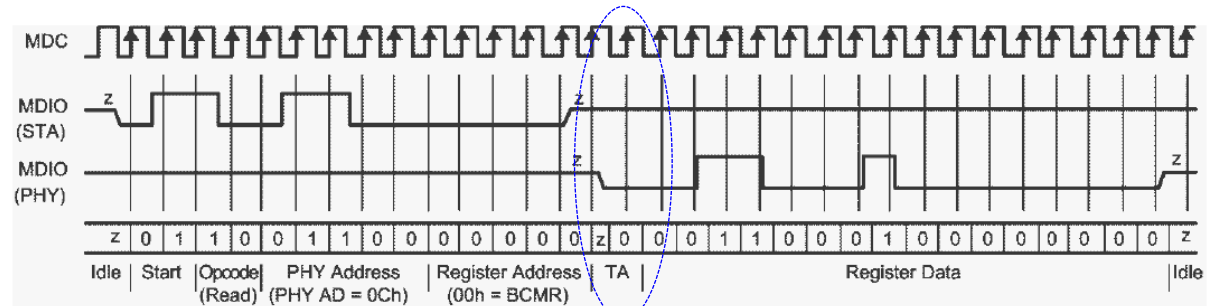 MDC
z z
MDIO
(STA)
z z
MDIO
(PHY)
z 0 1 1 0 0 1 1 0 0 0 0 0 0 0 z 0 0 0 1 1 0 0 0 1 0 0 0 0 0 0 0 0 z
Idle Start Opcode PHY Address Register Address TA Register Data Idle
(Read) (PHY AD = 0Ch) (00h = BCMR)